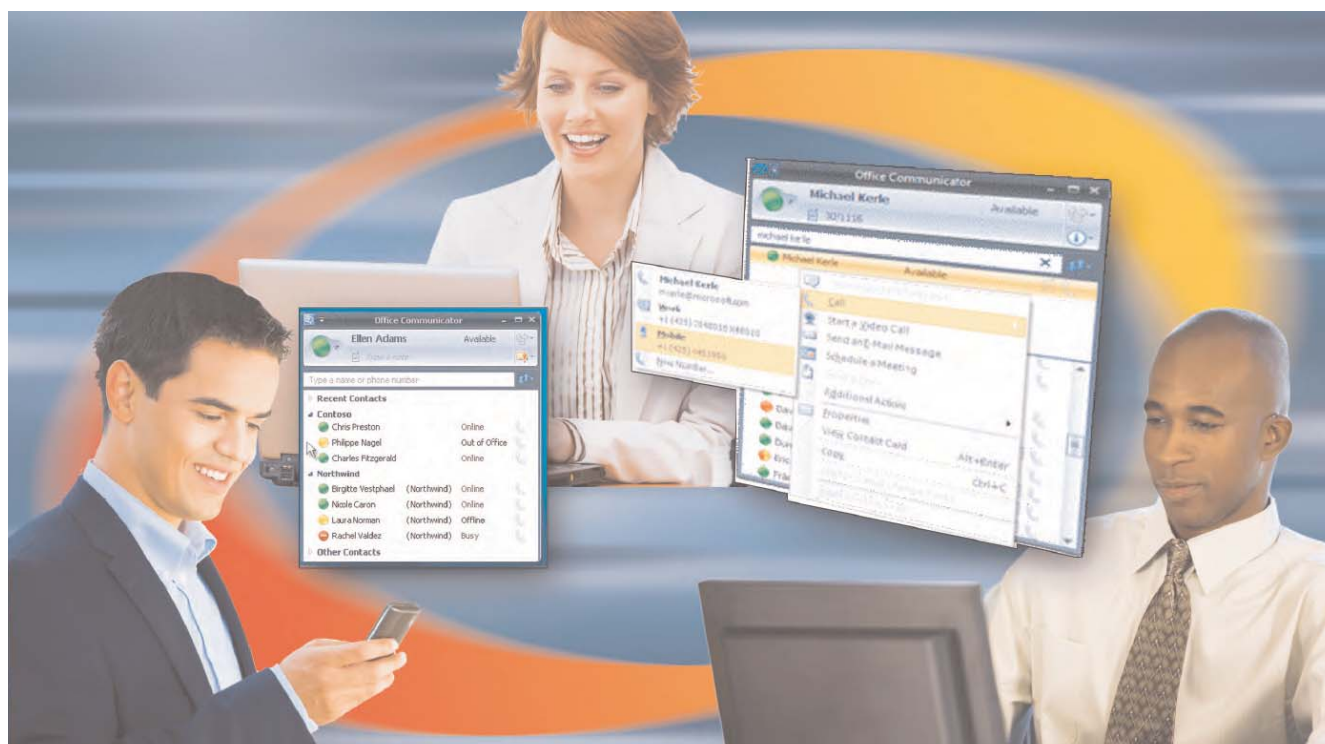 Office Communicator
Ellen Adams Available
Type a note
Type a name or phone number
Recent Contacts
Contoso
Chris Preston Online
Philippe Nagel Out of Office
Charles Fitzgerald Online
Northwind
Birgitte Vestphael (Northwind) Online
Nicole Caron (Northwind) Online
Laura Norman (Northwind) Offline
Rachel Valdez (Northwind) Busy
Other Contacts
Office Communicator
Michael Kerle Available
michael kerle
Michael Kerle Available
Call
Start a Video Call
Send an E-Mail Message
Schedule a Meeting
Additional Actions
Properties
View Contact Card Alt+Enter
Copy Ctrl+C
Michael Kerle
Work
Mobile
New Number...